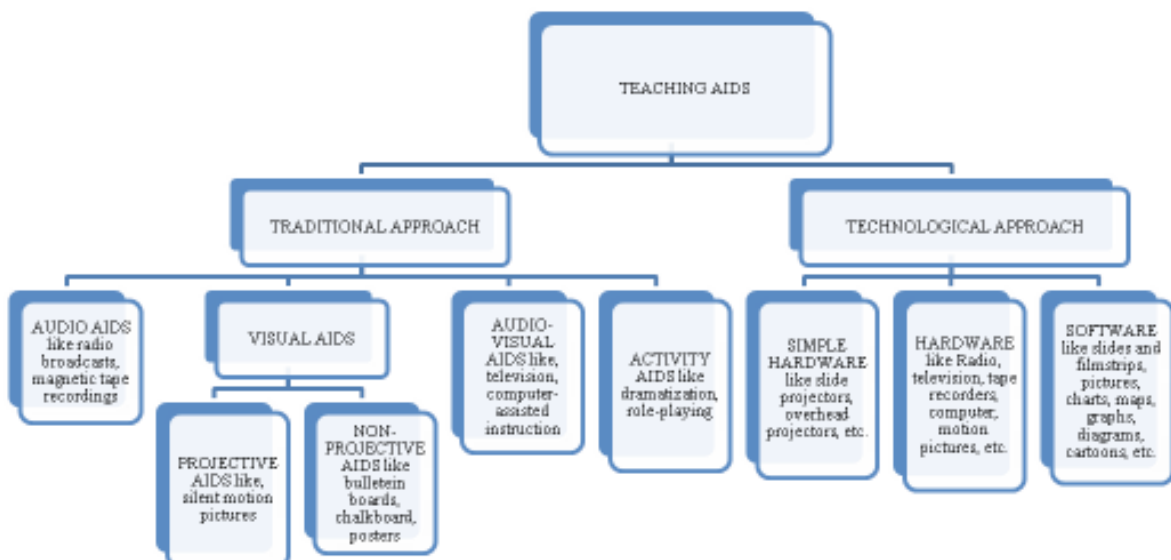 TEACHING AIDS
TRADITIONAL APPROACH
TECHNOLOGICAL APPROACH
AUDIO AIDS
like radio
broadcasts,
magnetic tape
recordings
VISUAL AIDS
AUDIO-
VISUAL
AIDS like,
television,
computer-
assisted
instruction
ACTIVITY
AIDS like
dramatization,
role-playing
SIMPLE
HARDWARE
like slide
projectors,
overhead
projectors, etc.
HARDWARE
like Radio,
television, tape
recorders,
computer,
motion
pictures, etc.
SOFTWARE
like slides and
filmstrips,
pictures,
charts, maps,
graphs,
diagrams,
cartoons, etc.
PROJECTIVE
AIDS like,
silent motion
pictures
NON-
PROJECTIVE
AIDS like
bulletein
boards,
chalkboard,
posters